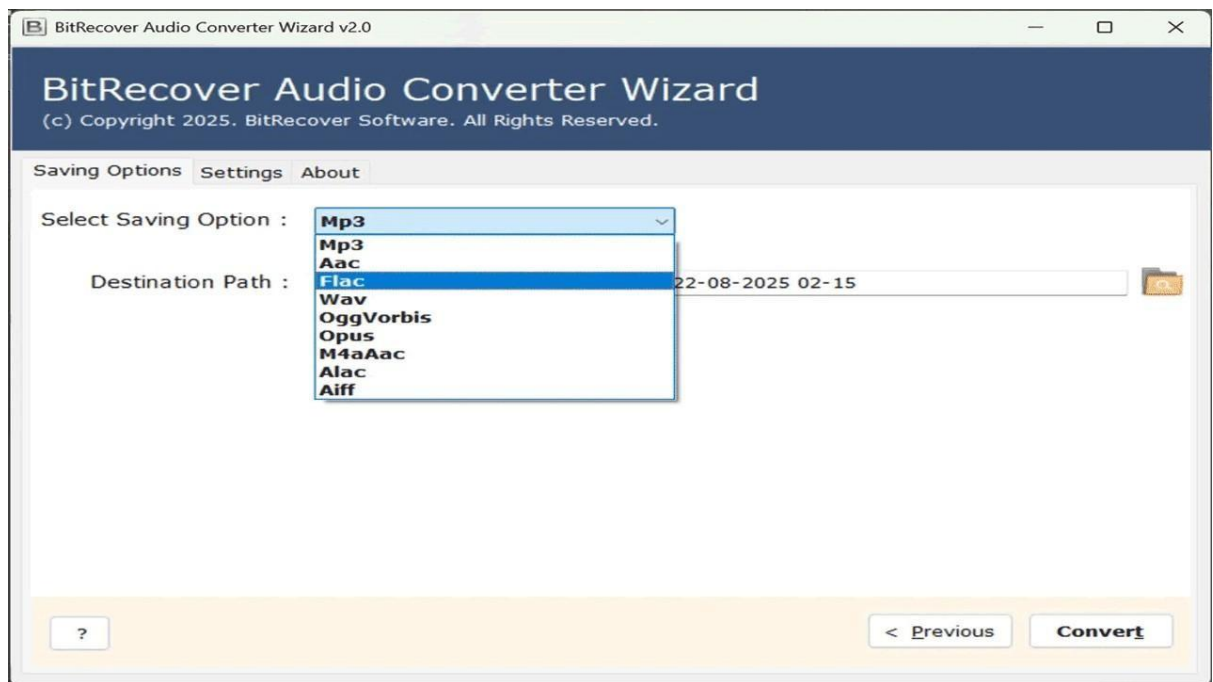 BitRecover Audio Converter Wizard v2.0
BitRecover Audio Converter Wizard
(c) Copyright 2025. BitRecover Software. All Rights Reserved.
Saving Options Settings About
Select Saving Option : Mp3
Mp3
Aac
Destination Path : Flac 22-08-2025 02-15
Wav
OggVorbis
Opus
M4aAac
Alac
Aiff
? < Previous Convert